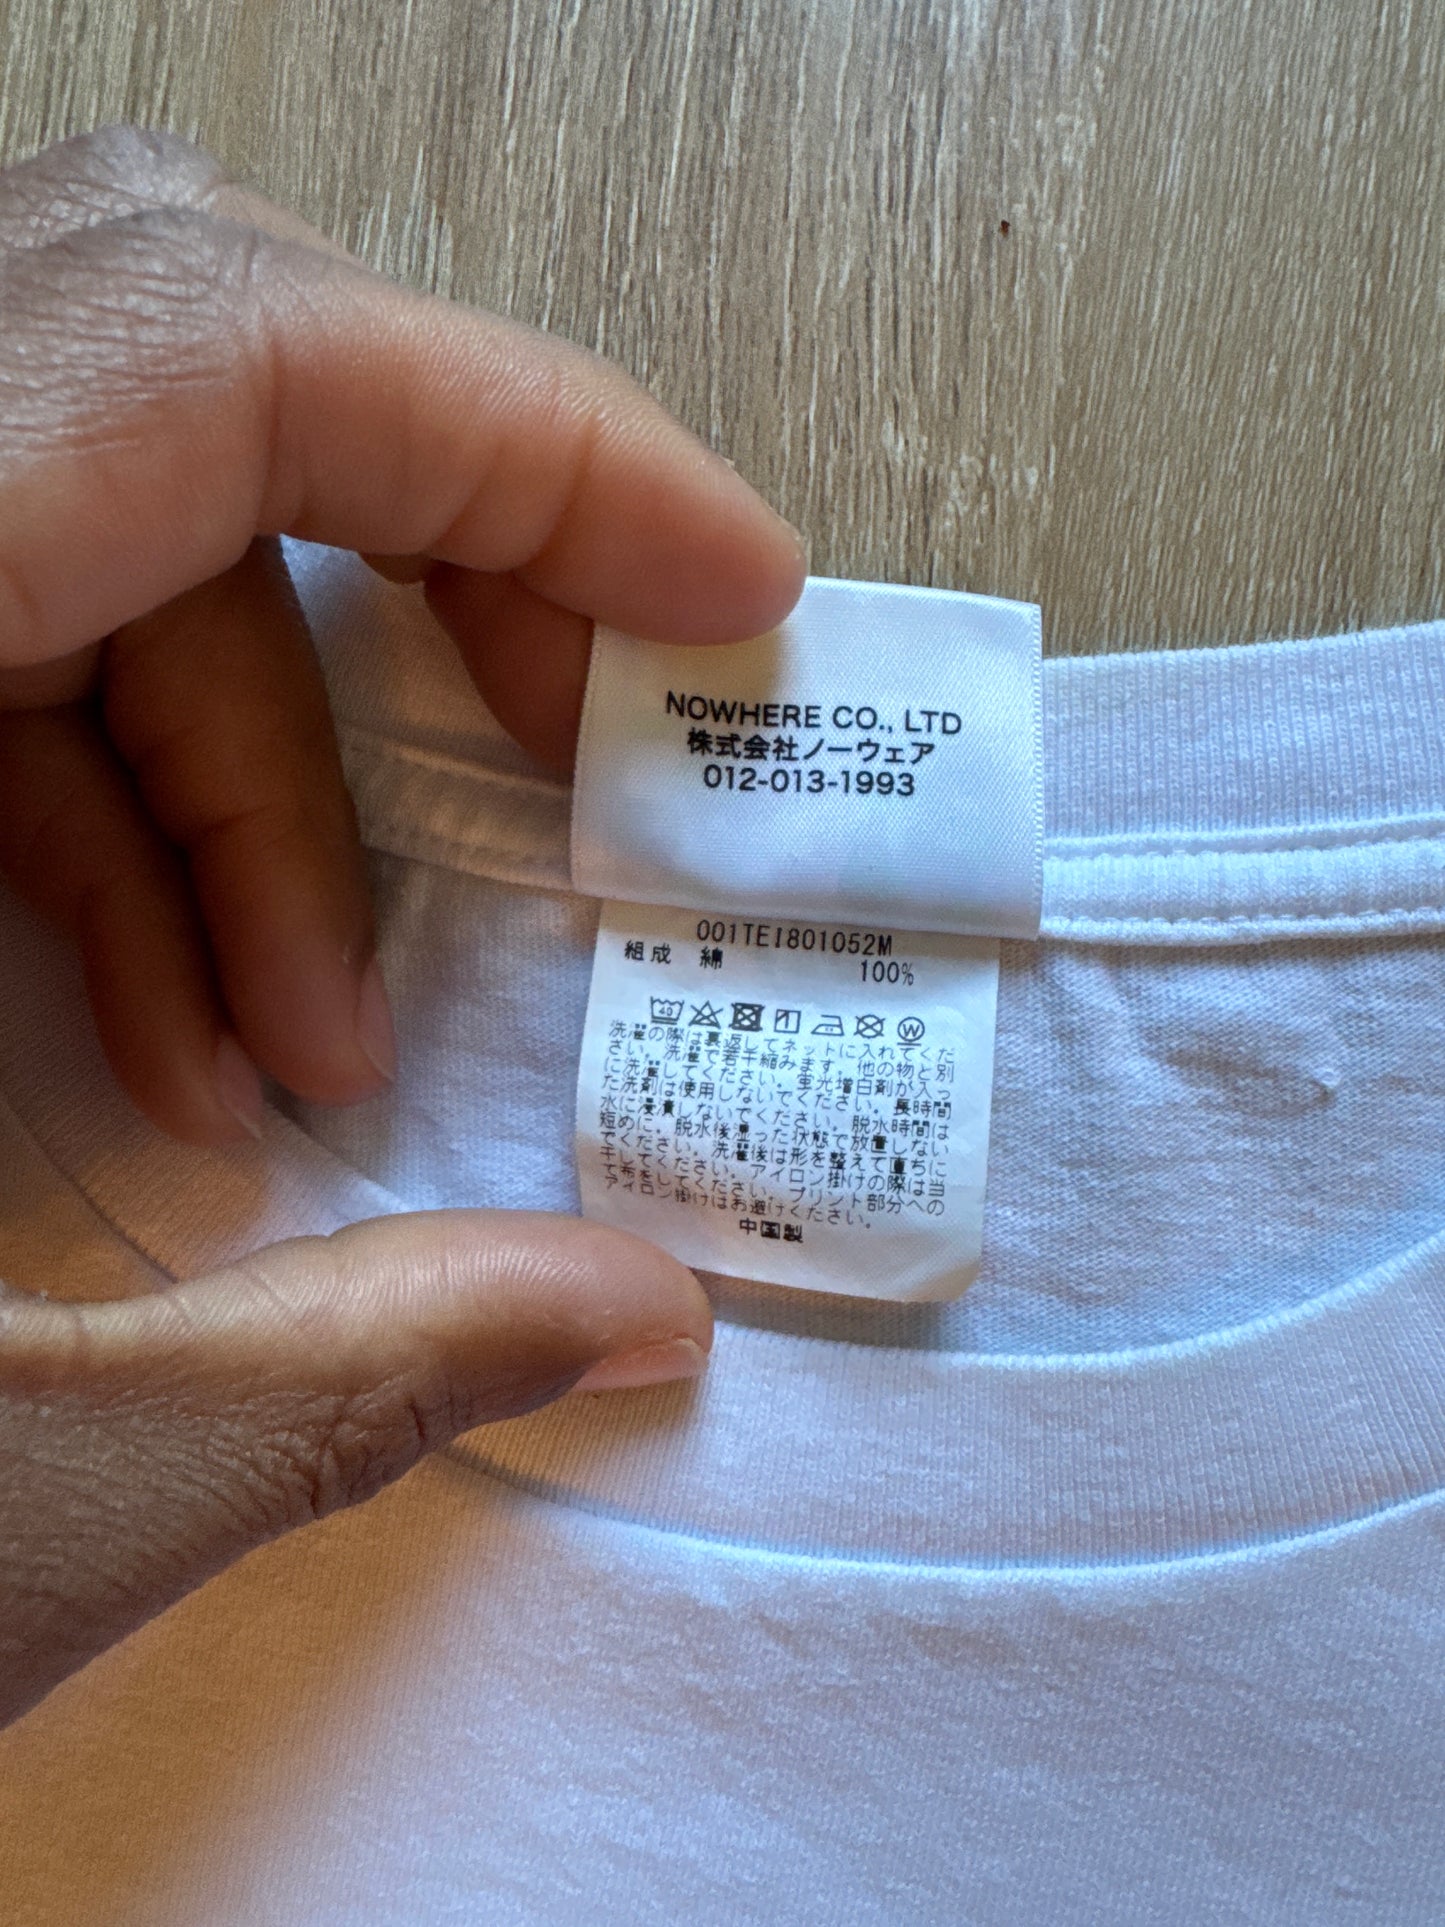 NOWHERE CO., LTD
株式会社ノーウェア
012-013-1993
001TEI801052M
組成 綿 100%
40
W
洗濯の際は裏返してネットに入れてくだ
さい。洗濯で若干縮みます。他の物と別
に洗濯してください。蛍光増白剤が入っ
た洗剤は使用しないでください。長時間
水に浸漬しないでください。脱水時間は
短めに。脱水後湿った状態で放置しない
でください。洗濯後は形を整えて直ちに
干してください。アイロン掛けの際は当
て布をしてください。プリント部分への
アイロン掛けはお避けください。
中国製